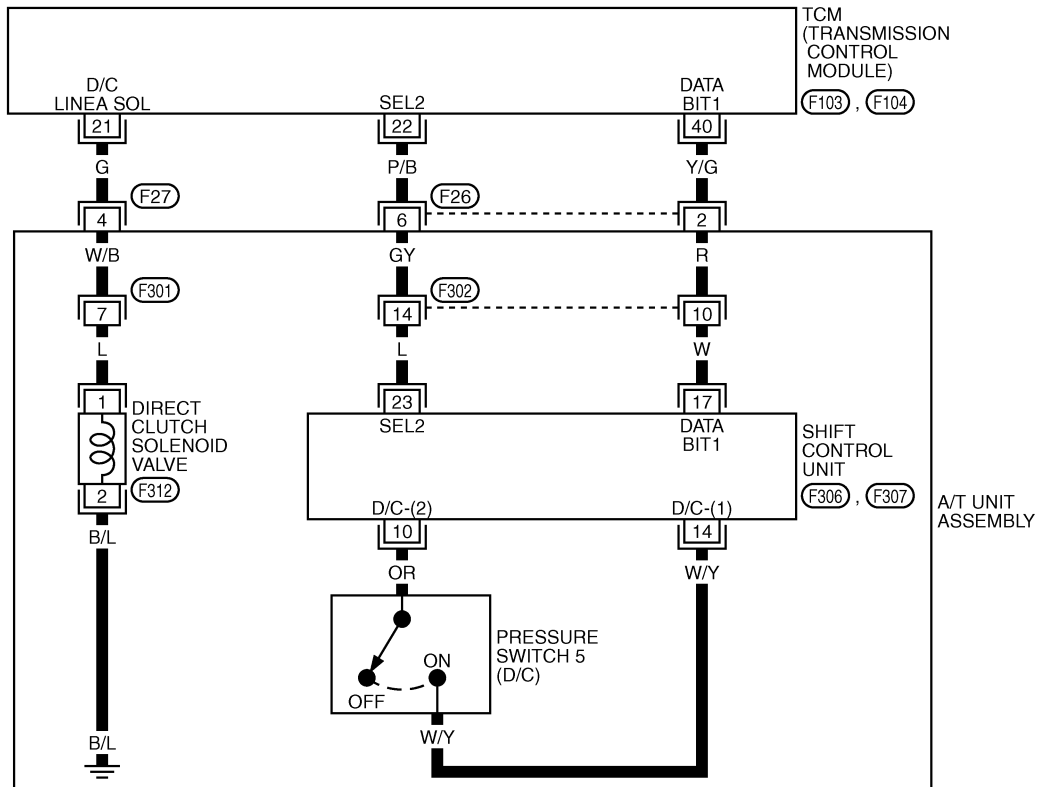 TCM
(TRANSMISSION
CONTROL
MODULE)
F103 , F104
D/C
LINEA SOL
SEL2
DATA
BIT1
21
22
40
G
P/B
Y/G
F27
F26
4
6
2
W/B
GY
R
F301
F302
7
14
10
L
L
W
1
23
17
DIRECT
CLUTCH
SOLENOID
VALVE
SEL2
DATA
BIT1
SHIFT
CONTROL
UNIT
2
F312
F306 , F307
A/T UNIT
ASSEMBLY
D/C-(2)
D/C-(1)
10
14
B/L
OR
W/Y
PRESSURE
SWITCH 5
(D/C)
ON
OFF
W/Y
B/L